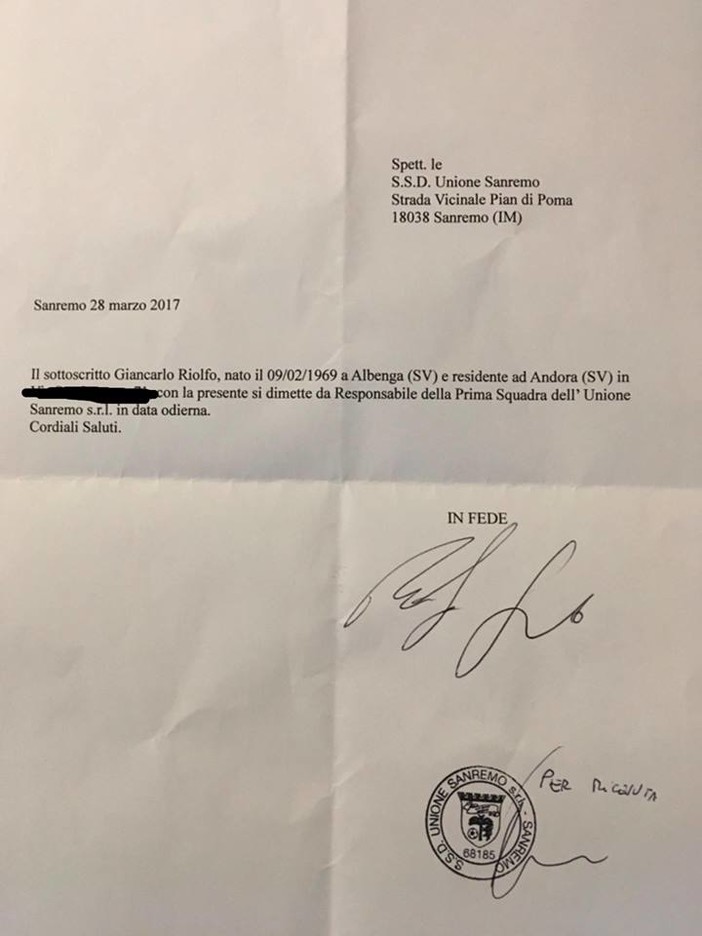 Spett. le
S.S.D. Unione Sanremo
Strada Vicinale Pian di Poma
18038 Sanremo (IM)
Sanremo 28 marzo 2017
Il sottoscritto Giancarlo Riolfo, nato il 09/02/1969 a Albenga (SV) e residente ad Andora (SV) in
con la presente si dimette da Responsabile della Prima Squadra dell' Unione
Sanremo s.r.l. in data odierna.
Cordiali Saluti.
IN FEDE
PER RICEVUTA
S.S.D. UNIONE SANREMO s.r.l. - SANREMO
68185